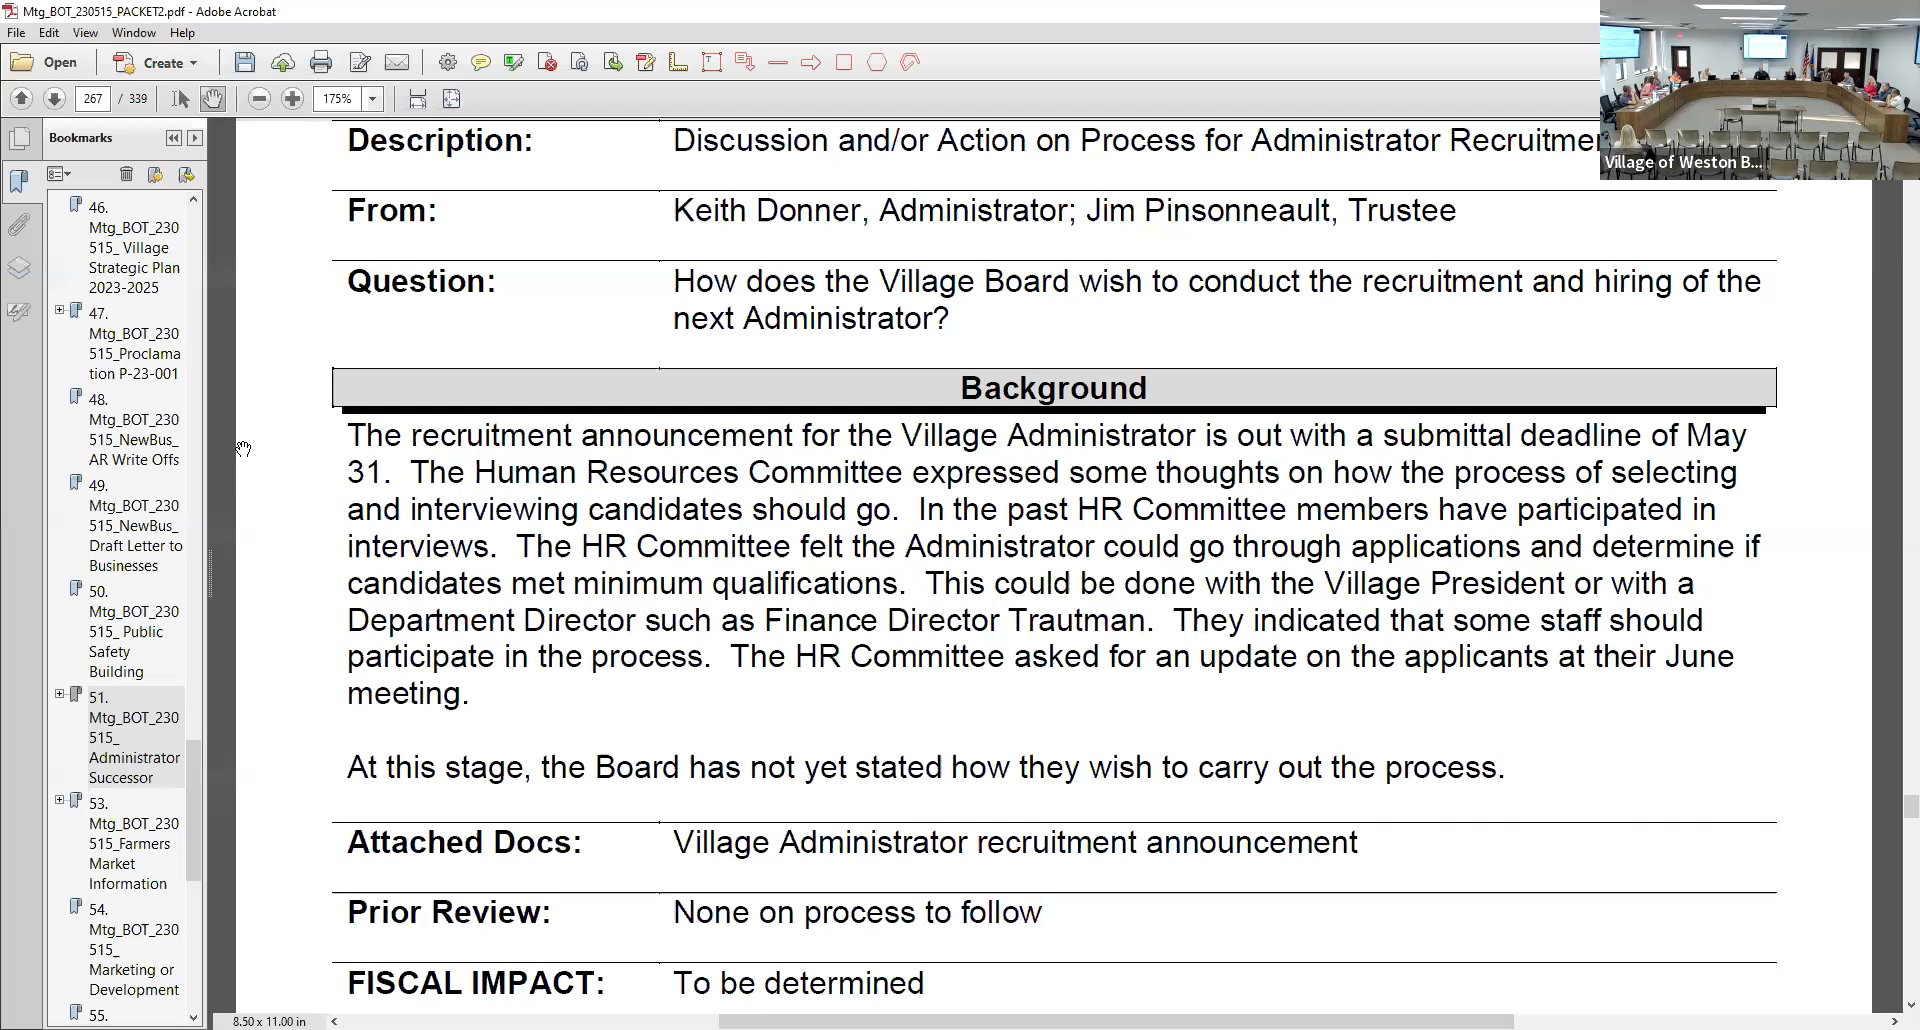 Mtg_BOT_230515_PACKET2.pdf - Adobe Acrobat
File Edit View Window Help
Open Create
267 / 339 175%
Bookmarks
46.
Mtg_BOT_230
515_ Village
Strategic Plan
2023-2025
47.
Mtg_BOT_230
515_Proclama
tion P-23-001
48.
Mtg_BOT_230
515_NewBus_
AR Write Offs
49.
Mtg_BOT_230
515_NewBus_
Draft Letter to
Businesses
50.
Mtg_BOT_230
515_ Public
Safety
Building
51.
Mtg_BOT_230
515_
Administrator
Successor
53.
Mtg_BOT_230
515_Farmers
Market
Information
54.
Mtg_BOT_230
515_
Marketing or
Development
55.
Description: Discussion and/or Action on Process for Administrator Recruitme
From: Keith Donner, Administrator; Jim Pinsonneault, Trustee
Question: How does the Village Board wish to conduct the recruitment and hiring of the
next Administrator?
Background
The recruitment announcement for the Village Administrator is out with a submittal deadline of May
31. The Human Resources Committee expressed some thoughts on how the process of selecting
and interviewing candidates should go. In the past HR Committee members have participated in
interviews. The HR Committee felt the Administrator could go through applications and determine if
candidates met minimum qualifications. This could be done with the Village President or with a
Department Director such as Finance Director Trautman. They indicated that some staff should
participate in the process. The HR Committee asked for an update on the applicants at their June
meeting.
At this stage, the Board has not yet stated how they wish to carry out the process.
Attached Docs: Village Administrator recruitment announcement
Prior Review: None on process to follow
FISCAL IMPACT: To be determined
8.50 x 11.00 in
Village of Weston B...